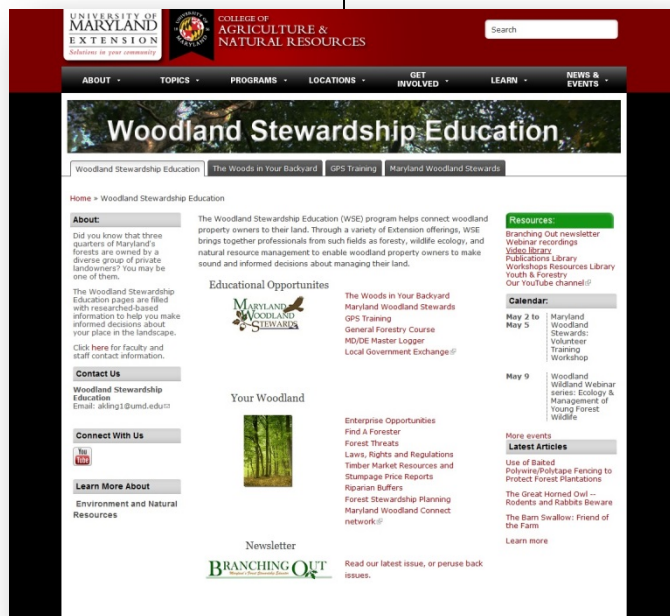 UNIVERSITY OF
MARYLAND
EXTENSION
Solutions in your community
COLLEGE OF
AGRICULTURE &
NATURAL RESOURCES
Search
ABOUT
TOPICS
PROGRAMS
LOCATIONS
GET
INVOLVED
LEARN
NEWS &
EVENTS
Woodland Stewardship Education
Woodland Stewardship Education
The Woods in Your Backyard
GPS Training
Maryland Woodland Stewards
Home » Woodland Stewardship Education
About:
Did you know that three
quarters of Maryland's
forests are owned by a
diverse group of private
landowners? You may be
one of them.
The Woodland Stewardship
Education pages are filled
with researched-based
information to help you make
informed decisions about
your place in the landscape.
Click here for faculty and
staff contact information.
Contact Us
Woodland Stewardship
Education
Email: akling1@umd.edu
Connect With Us
You
Tube
Learn More About
Environment and Natural
Resources
The Woodland Stewardship Education (WSE) program helps connect woodland
property owners to their land. Through a variety of Extension offerings, WSE
brings together professionals from such fields as foresty, wildlife ecology, and
natural resource management to enable woodland property owners to make
sound and informed decisions about managing their land.
Educational Opportunites
MARYLAND
WOODLAND
STEWARDS
The Woods in Your Backyard
Maryland Woodland Stewards
GPS Training
General Forestry Course
MD/DE Master Logger
Local Government Exchange
Your Woodland
Enterprise Opportunities
Find A Forester
Forest Threats
Laws, Rights and Regulations
Timber Market Resources and
Stumpage Price Reports
Riparian Buffers
Forest Stewardship Planning
Maryland Woodland Connect
network
Newsletter
BRANCHING OUT
Read our latest issue, or peruse back
issues.
Resources:
Branching Out newsletter
Webinar recordings
Video library
Publications Library
Workshops Resources Library
Youth & Forestry
Our YouTube channel
Calendar:
May 2 to
May 5
Maryland
Woodland
Stewards:
Volunteer
Training
Workshop
May 9
Woodland
Wildland Webinar
series: Ecology &
Management of
Young Forest
Wildlife
More events
Latest Articles
Use of Baited
Polywire/Polytape Fencing to
Protect Forest Plantations
The Great Horned Owl --
Rodents and Rabbits Beware
The Barn Swallow: Friend of
the Farm
Learn more